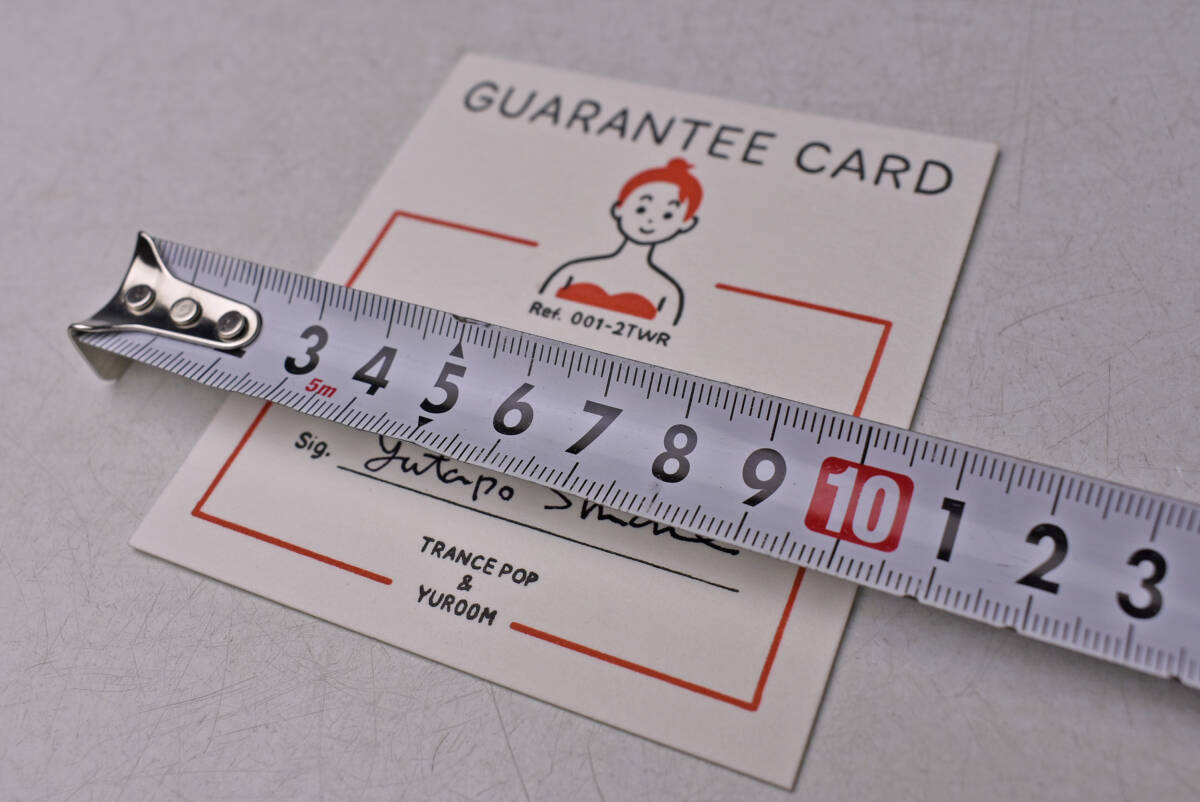 GUARANTEE CARD
Ref. 001-2TWR
3 4 5 6 7 8 9 10 1 2 3
5m
Sig. Yutapo
TRANCE POP
&
YUROOM